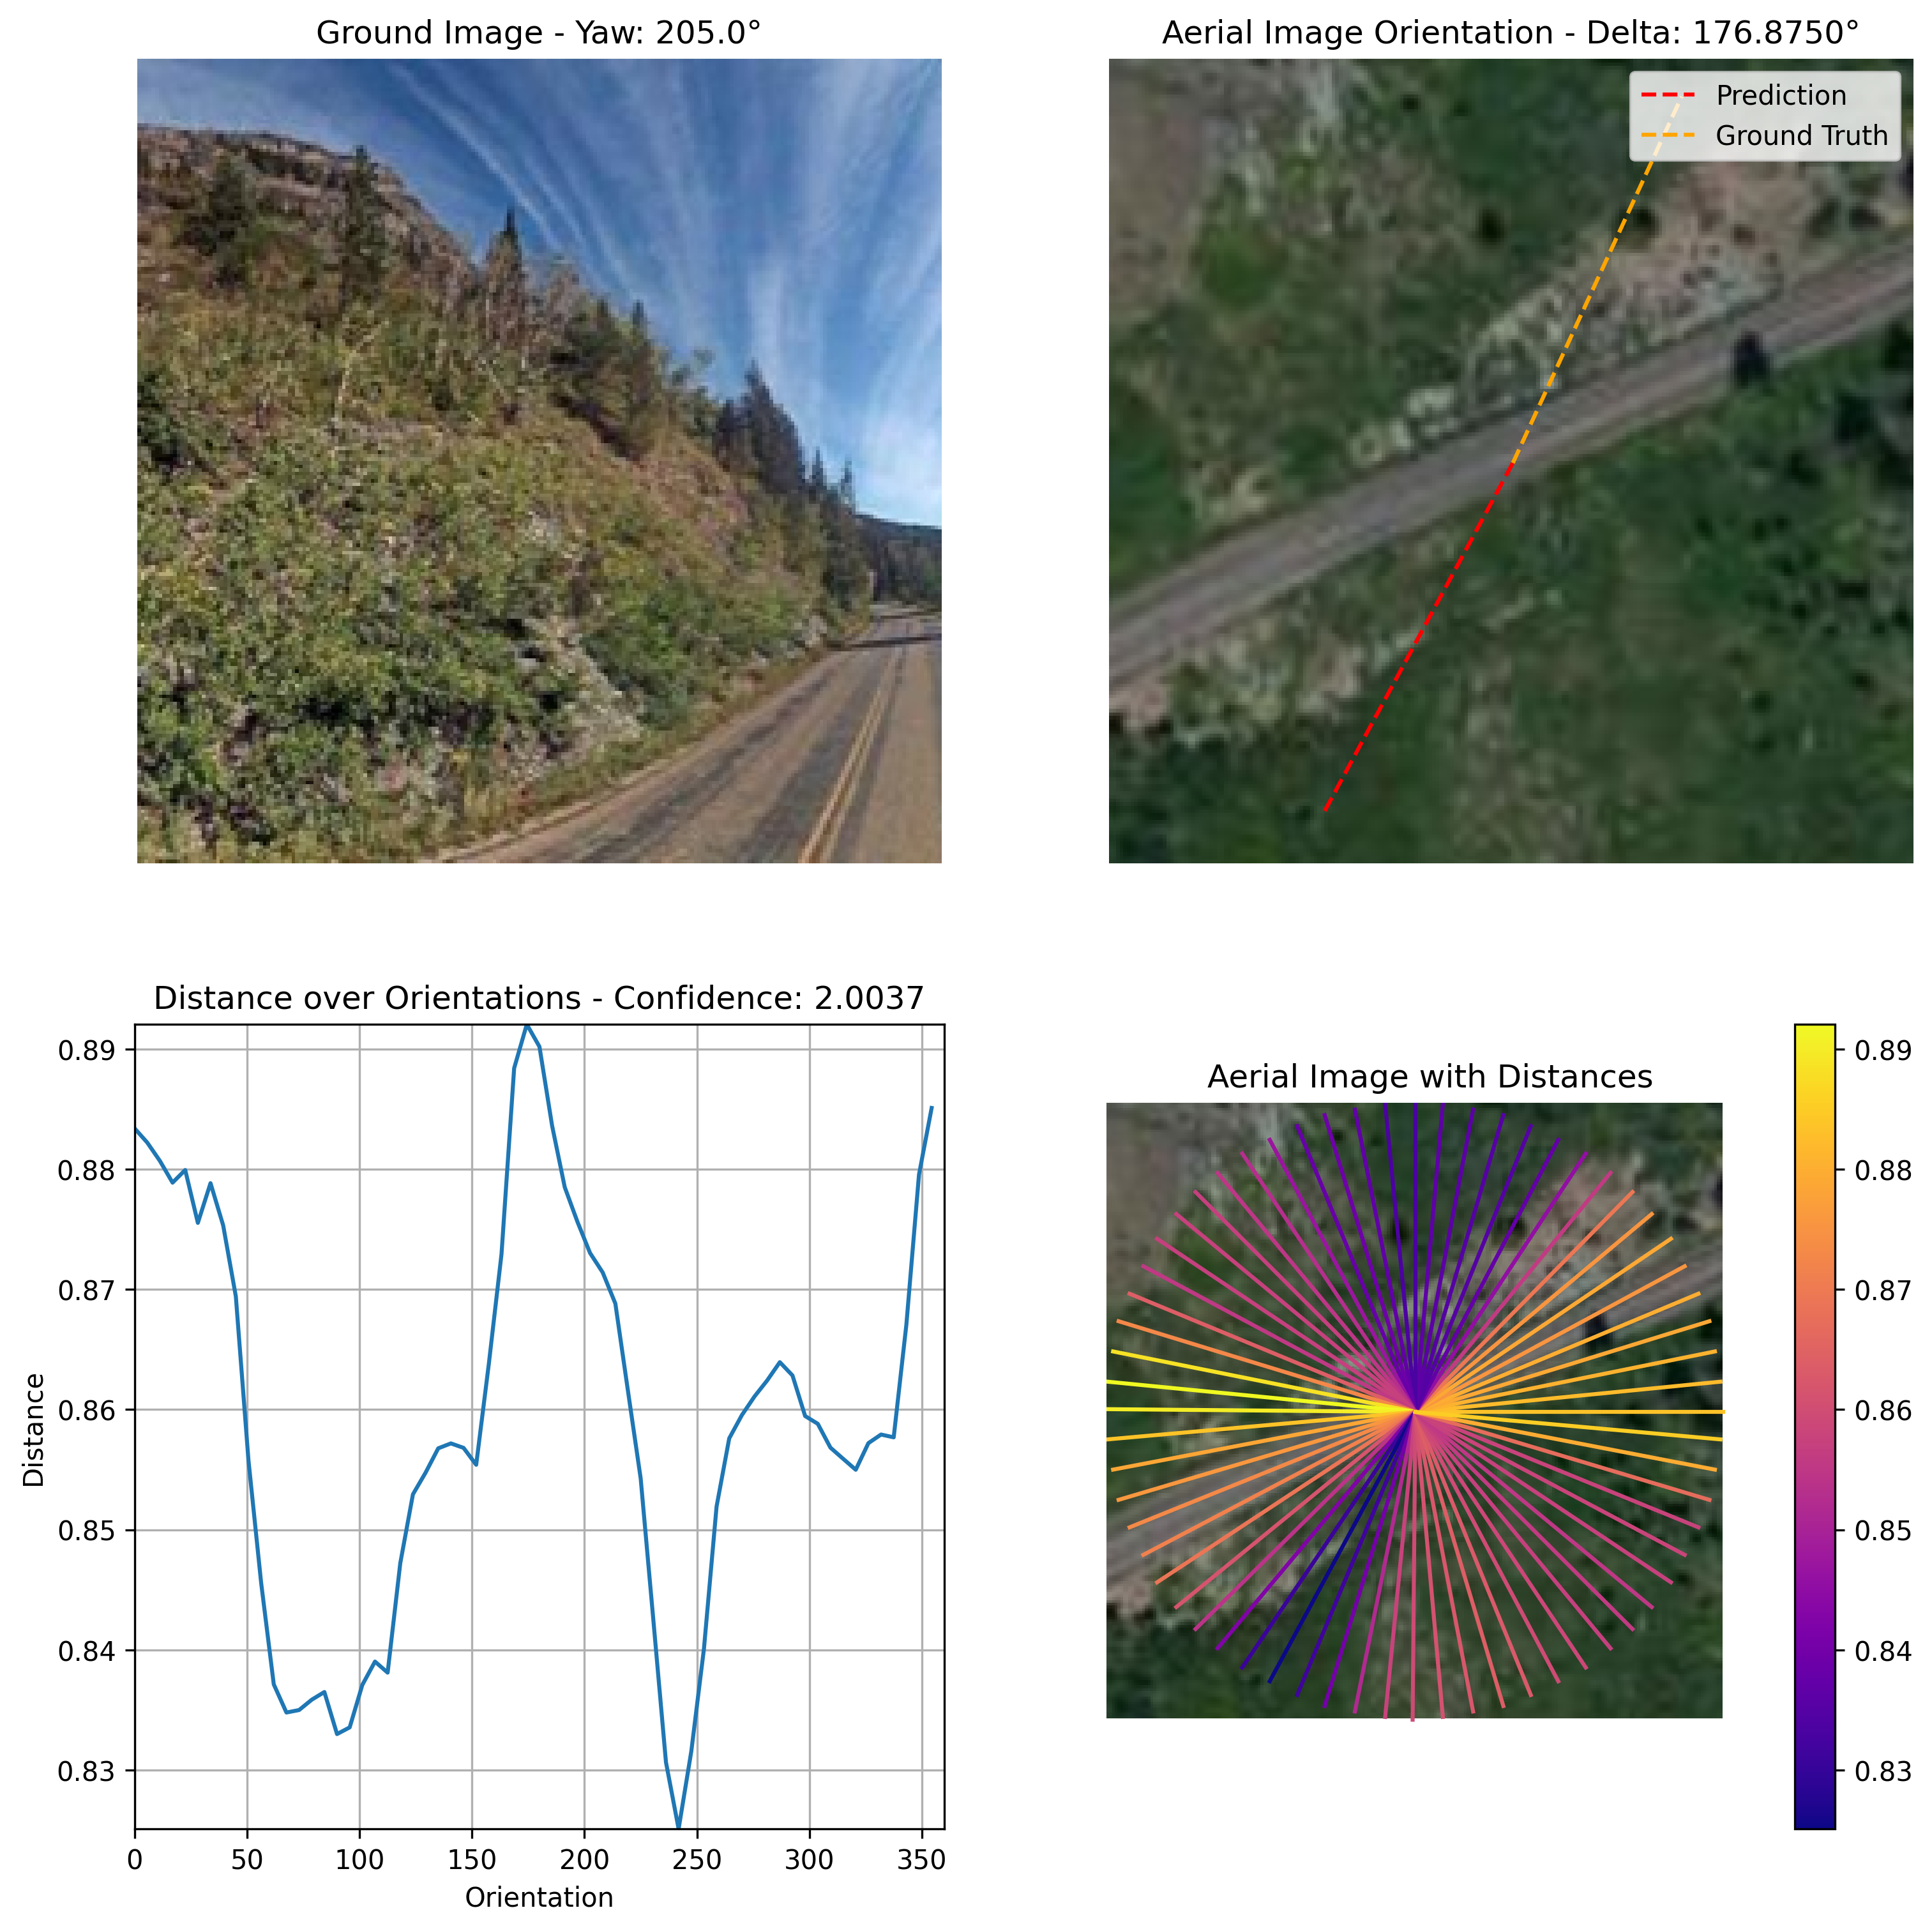 Ground Image - Yaw: 205.0°
Aerial Image Orientation - Delta: 176.8750°
Prediction
Ground Truth
Distance over Orientations - Confidence: 2.0037
0.89
0.88
0.87
0.86
0.85
0.84
0.83
Distance
0
50
100
150
200
250
300
350
Orientation
Aerial Image with Distances
0.89
0.88
0.87
0.86
0.85
0.84
0.83